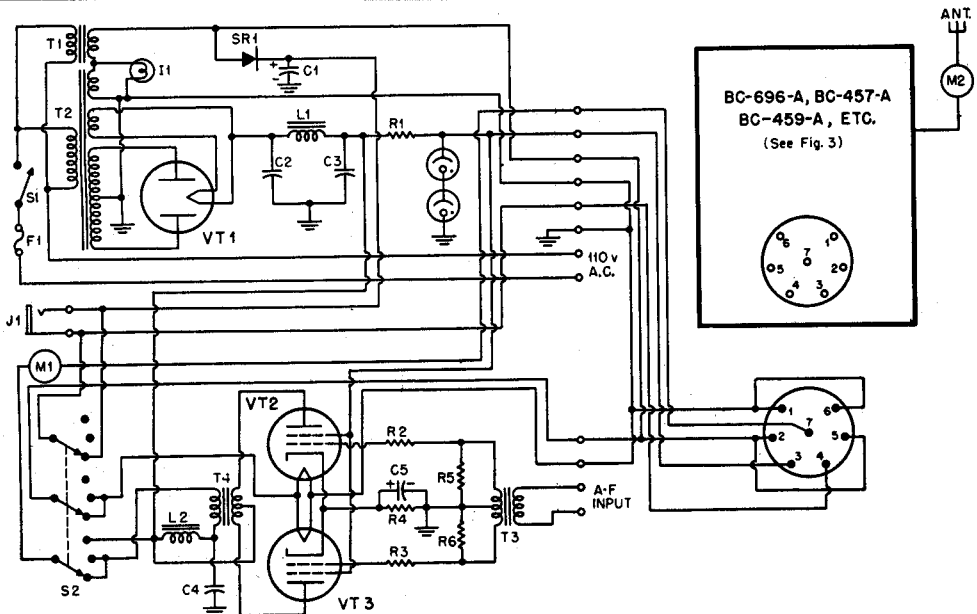 T1
SR1
+
-
C1
I1
T2
L1
R1
C2
C3
S1
F1
VT1
110 v
A.C.
J1
M1
VT2
R2
C5
+ -
R5
R4
T4
L2
R6
T3
A-F
INPUT
R3
S2
C4
VT3
ANT.
M2
BC-696-A, BC-457-A
BC-459-A, ETC.
(See Fig. 3)
6 1
7
5 2
4 3
1 6
7
2 5
3 4